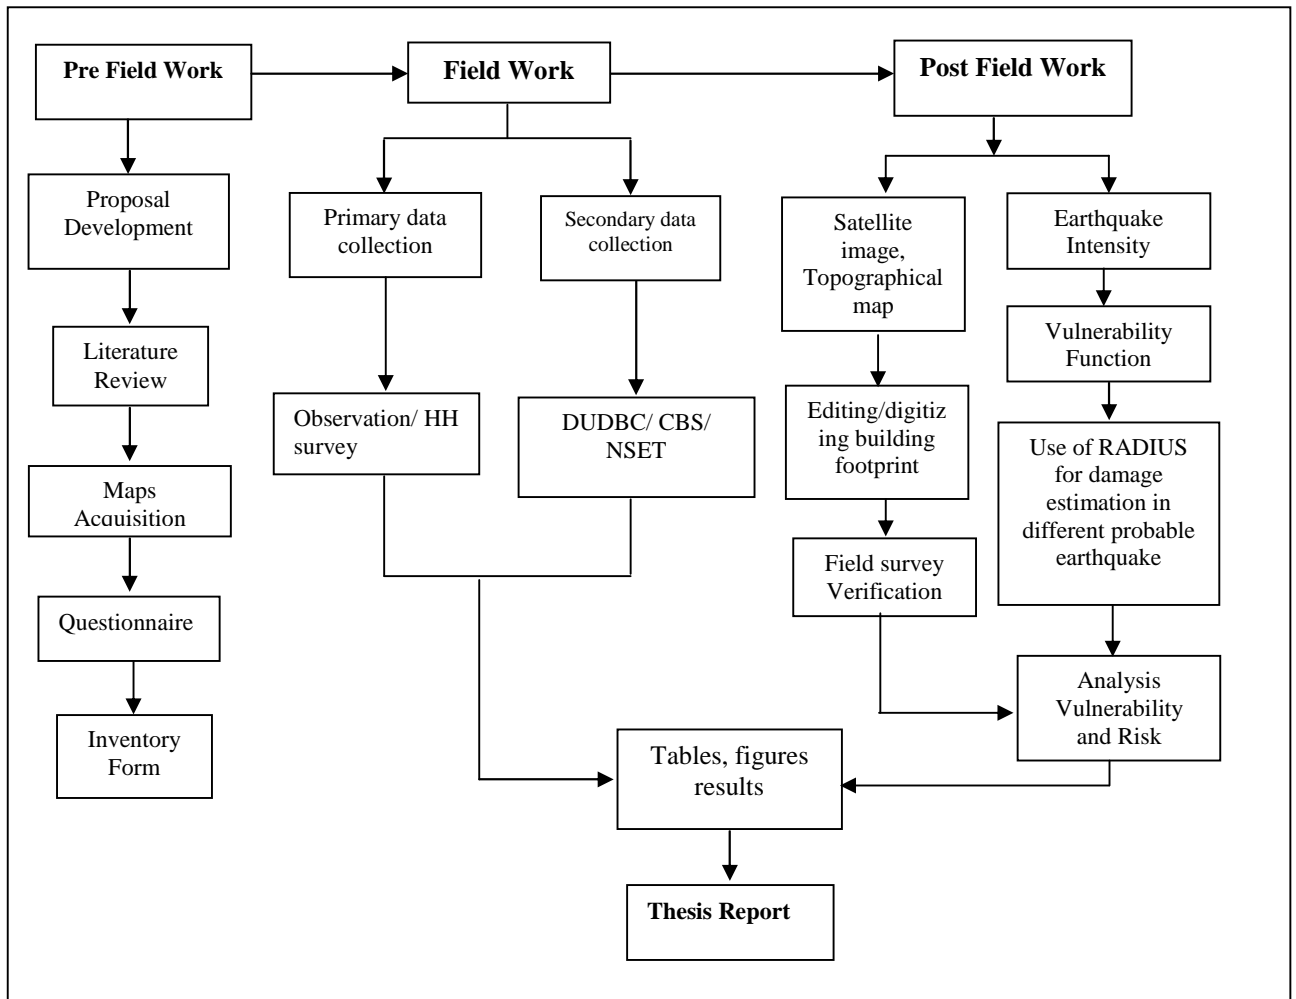 Pre Field Work
Field Work
Post Field Work
Proposal
Development
Literature
Review
Maps
Acquisition
Questionnaire
Inventory
Form
Primary data
collection
Observation/ HH
survey
Secondary data
collection
DUDBC/ CBS/
NSET
Satellite
image,
Topographical
map
Editing/digitiz
ing building
footprint
Field survey
Verification
Earthquake
Intensity
Vulnerability
Function
Use of RADIUS
for damage
estimation in
different probable
earthquake
Analysis
Vulnerability
and Risk
Tables, figures
results
Thesis Report